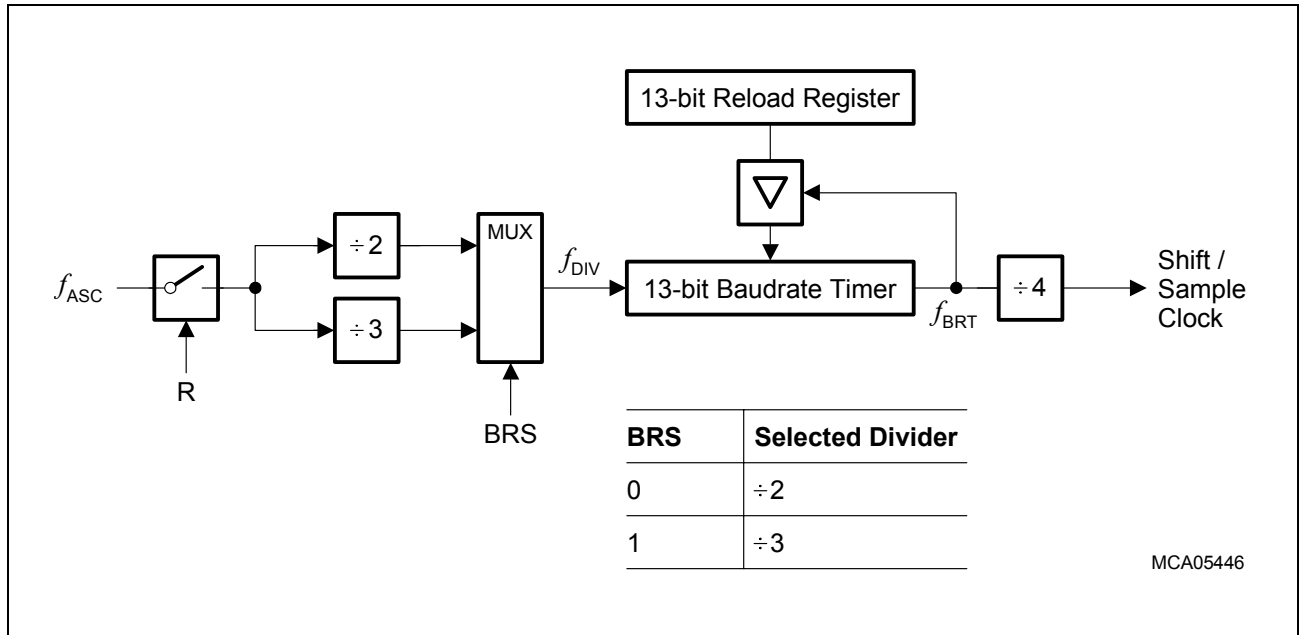 13-bit Reload Register
MUX
÷2
f_DIV
f_ASC
13-bit Baudrate Timer
÷4
Shift /
Sample
Clock
÷3
f_BRT
R
BRS
BRS Selected Divider
0 ÷2
1 ÷3
MCA05446